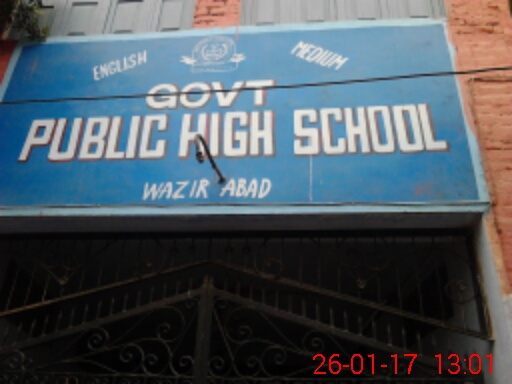 ENGLISH MEDIUM
GOVT
PUBLIC HIGH SCHOOL
WAZIR ABAD
26-01-17 13:01